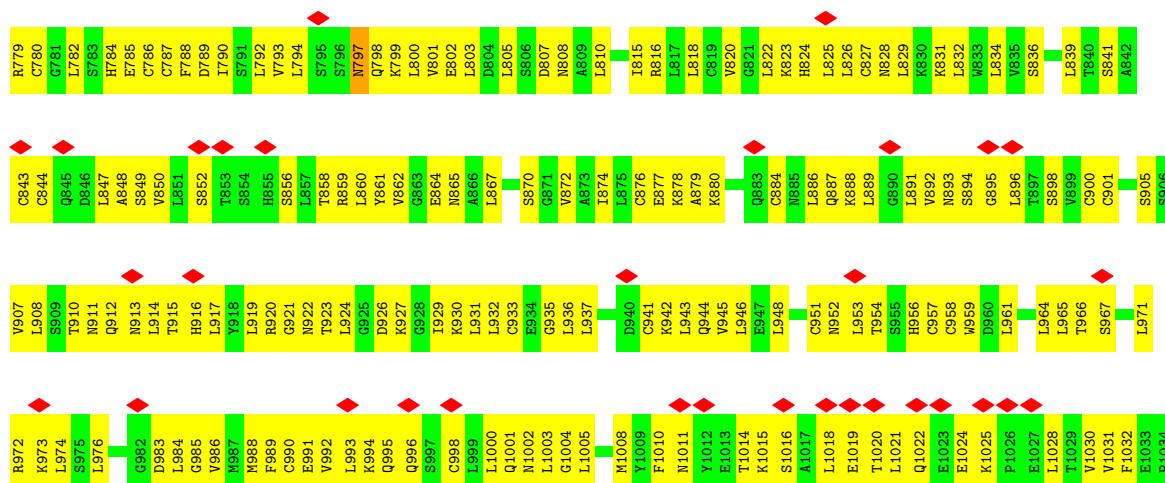 R779 C780 G781 L782 S783 H784 E785 C786 C787 F788 D789 I790 S791 L792 V793 L794 S795 S796 N797 Q798 K799 L800 V801 E802 L803 D804 L805 S806 D807 N808 A809 L810 I815 R816 L817 L818 C819 V820 G821 L822 K823 H824 L825 L826 C827 N828 L829 K830 K831 L832 W833 L834 V835 S836 L839 T840 S841 A842
C843 C844 Q845 D846 L847 A848 S849 V850 L851 S852 T853 S854 H855 S856 L857 T858 R859 L860 Y861 V862 G863 E864 N865 A866 L867 S870 G871 V872 A873 I874 L875 C876 E877 K878 A879 K880 Q883 C884 N885 L886 Q887 K888 L889 G890 L891 V892 N893 S894 G895 L896 T897 S898 V899 C900 C901 S905 S906
V907 L908 S909 T910 N911 Q912 N913 L914 T915 H916 L917 Y918 L919 R920 G921 N922 T923 L924 G925 D926 K927 G928 I929 K930 L931 L932 C933 E934 G935 L936 L937 D940 C941 K942 L943 Q944 V945 L946 E947 L948 C951 N952 L953 T954 S955 H956 C957 C958 W959 D960 L961 L964 L965 T966 S967 L971
R972 K973 L974 S975 L976 G982 D983 L984 G985 V986 M987 M988 F989 C990 E991 V992 L993 K994 Q995 Q996 S997 C998 L999 L1000 Q1001 N1002 L1003 G1004 L1005 M1008 Y1009 F1010 N1011 Y1012 E1013 T1014 K1015 S1016 A1017 L1018 E1019 T1020 L1021 Q1022 E1023 E1024 K1025 P1026 E1027 L1028 T1029 V1030 V1031 F1032 E1033 P1034